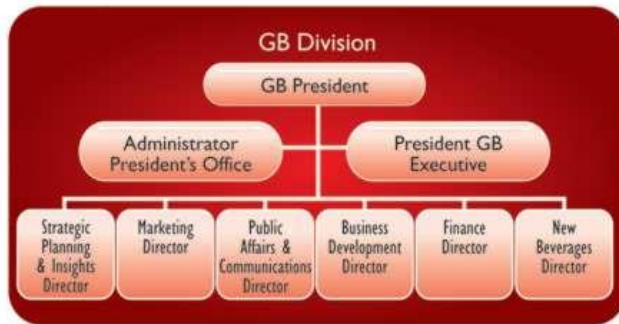 GB Division
GB President
Administrator
President's Office
President GB
Executive
Strategic
Planning
& Insights
Director
Marketing
Director
Public
Affairs &
Communications
Director
Business
Development
Director
Finance
Director
New
Beverages
Director